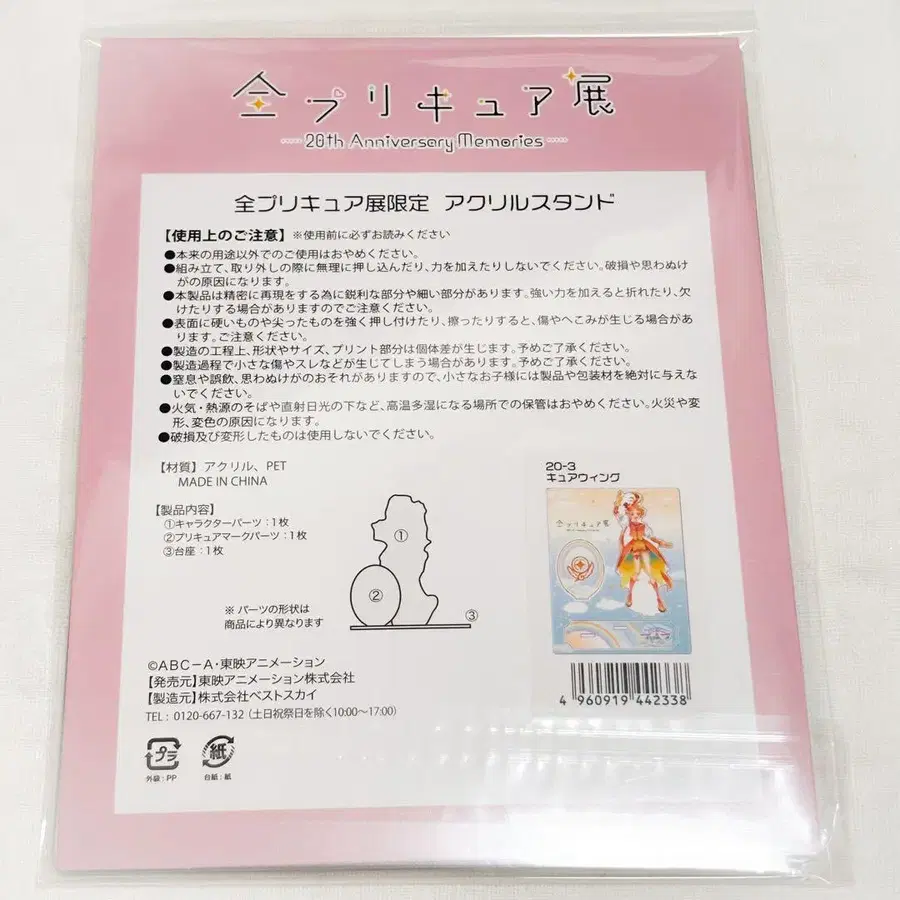 全プリキュア展
20th Anniversary Memories
全プリキュア展限定 アクリルスタンド
【使用上のご注意】※使用前に必ずお読みください
●本来の用途以外でのご使用はおやめください。
●組み立て、取り外しの際に無理に押し込んだり、力を加えたりしないでください。破損や思わぬけ
がの原因になります。
●本製品は精密に再現をする為に鋭利な部分や細い部分があります。強い力を加えると折れたり、欠
けたりする場合がありますのでご注意ください。
●表面に硬いものや尖ったものを強く押し付けたり、擦ったりすると、傷やへこみが生じる場合があ
ります。ご注意ください。
●製造の工程上、形状やサイズ、プリント部分は個体差が生じます。予めご了承ください。
●製造過程で小さな傷やスレなどが生じてしまう場合があります。予めご了承ください。
●窒息や誤飲、思わぬけがのおそれがありますので、小さなお子様には製品や包装材を絶対に与えな
いでください。
●火気・熱源のそばや直射日光の下など、高温多湿になる場所での保管はおやめください。火災や変
形、変色の原因になります。
●破損及び変形したものは使用しないでください。
【材質】アクリル、PET
MADE IN CHINA
【製品内容】
①キャラクターパーツ：1枚
②プリキュアマークパーツ：1枚
③台座：1枚
①
②
③
※ パーツの形状は
商品により異なります
20-3
キュアウィング
全プリキュア展
4 960919 442338
©ABC－A・東映アニメーション
【発売元】東映アニメーション株式会社
【製造元】株式会社ベストスカイ
TEL：0120-667-132（土日祝祭日を除く10:00～17:00）
プラ
外袋：PP
紙
台紙：紙